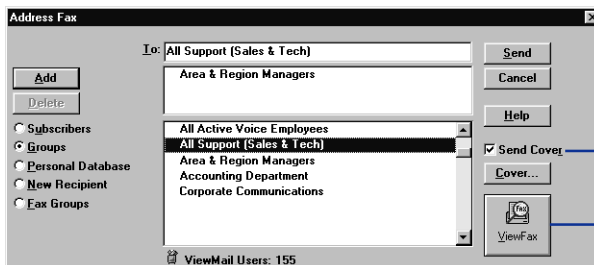 Address Fax
To: All Support (Sales & Tech)
Send
Add
Area & Region Managers
Cancel
Delete
Help
Subscribers
All Active Voice Employees
Groups
All Support (Sales & Tech)
Send Cover
Personal Database
Area & Region Managers
New Recipient
Accounting Department
Cover...
Fax Groups
Corporate Communications
Fax
ViewFax
ViewMail Users: 155